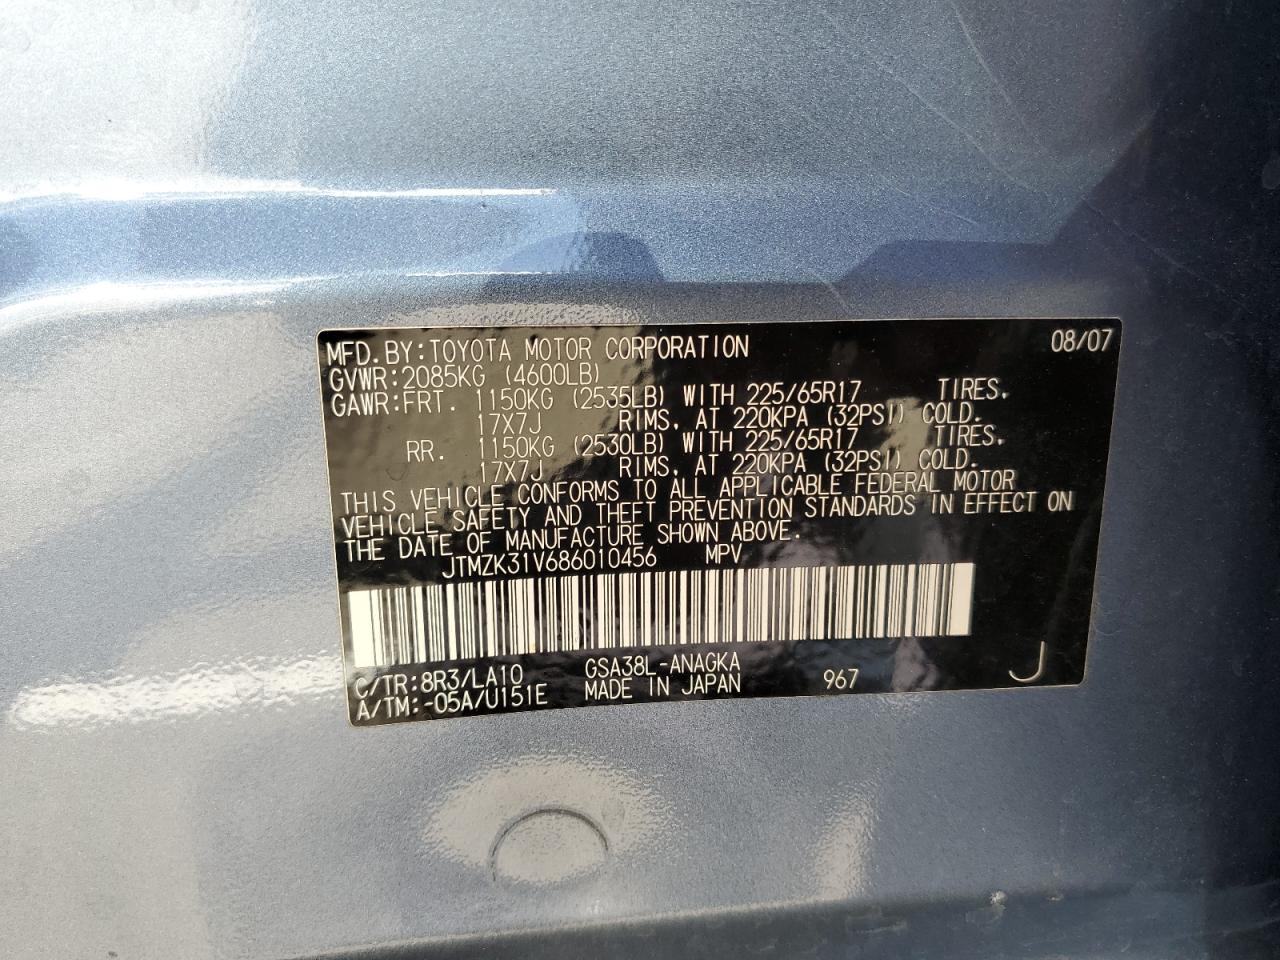 MFD.BY:TOYOTA MOTOR CORPORATION 08/07
GVWR:2085KG (4600LB)
GAWR:FRT. 1150KG (2535LB) WITH 225/65R17 TIRES,
17X7J RIMS, AT 220KPA (32PSI) COLD.
RR. 1150KG (2530LB) WITH 225/65R17 TIRES,
17X7J RIMS, AT 220KPA (32PSI) COLD.
THIS VEHICLE CONFORMS TO ALL APPLICABLE FEDERAL MOTOR
VEHICLE SAFETY AND THEFT PREVENTION STANDARDS IN EFFECT ON
THE DATE OF MANUFACTURE SHOWN ABOVE.
JTMZK31V686010456 MPV
C/TR:8R3/LA10 GSA38L-ANAGKA
A/TM:-05A/U151E MADE IN JAPAN 967 J